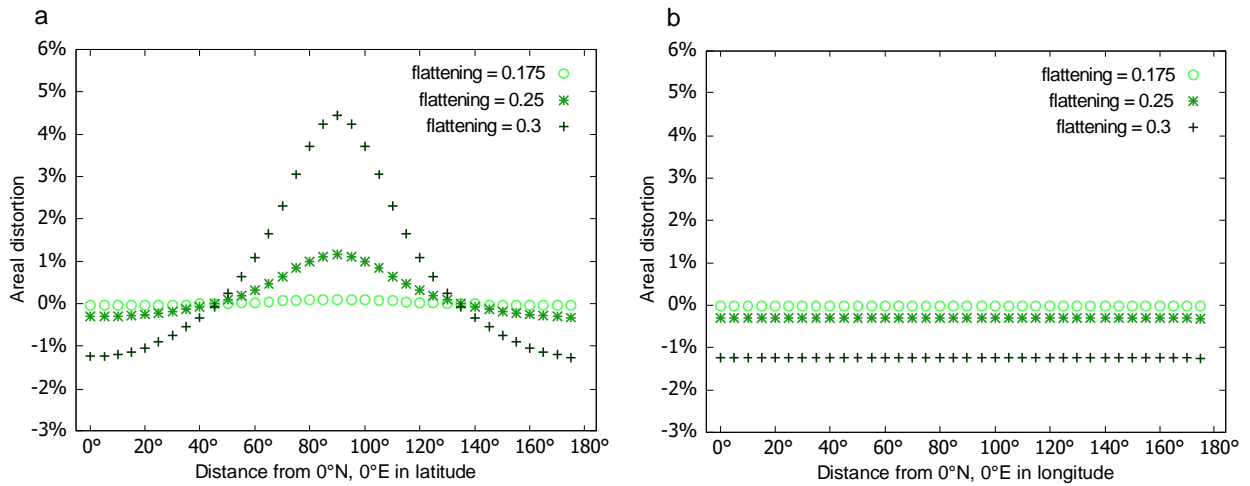 a
6%
5%
4%
3%
2%
1%
0%
-1%
-2%
-3%
Areal distortion
flattening = 0.175
flattening = 0.25
flattening = 0.3
0° 20° 40° 60° 80° 100° 120° 140° 160° 180°
Distance from 0°N, 0°E in latitude
b
6%
5%
4%
3%
2%
1%
0%
-1%
-2%
-3%
Areal distortion
flattening = 0.175
flattening = 0.25
flattening = 0.3
0° 20° 40° 60° 80° 100° 120° 140° 160° 180°
Distance from 0°N, 0°E in longitude